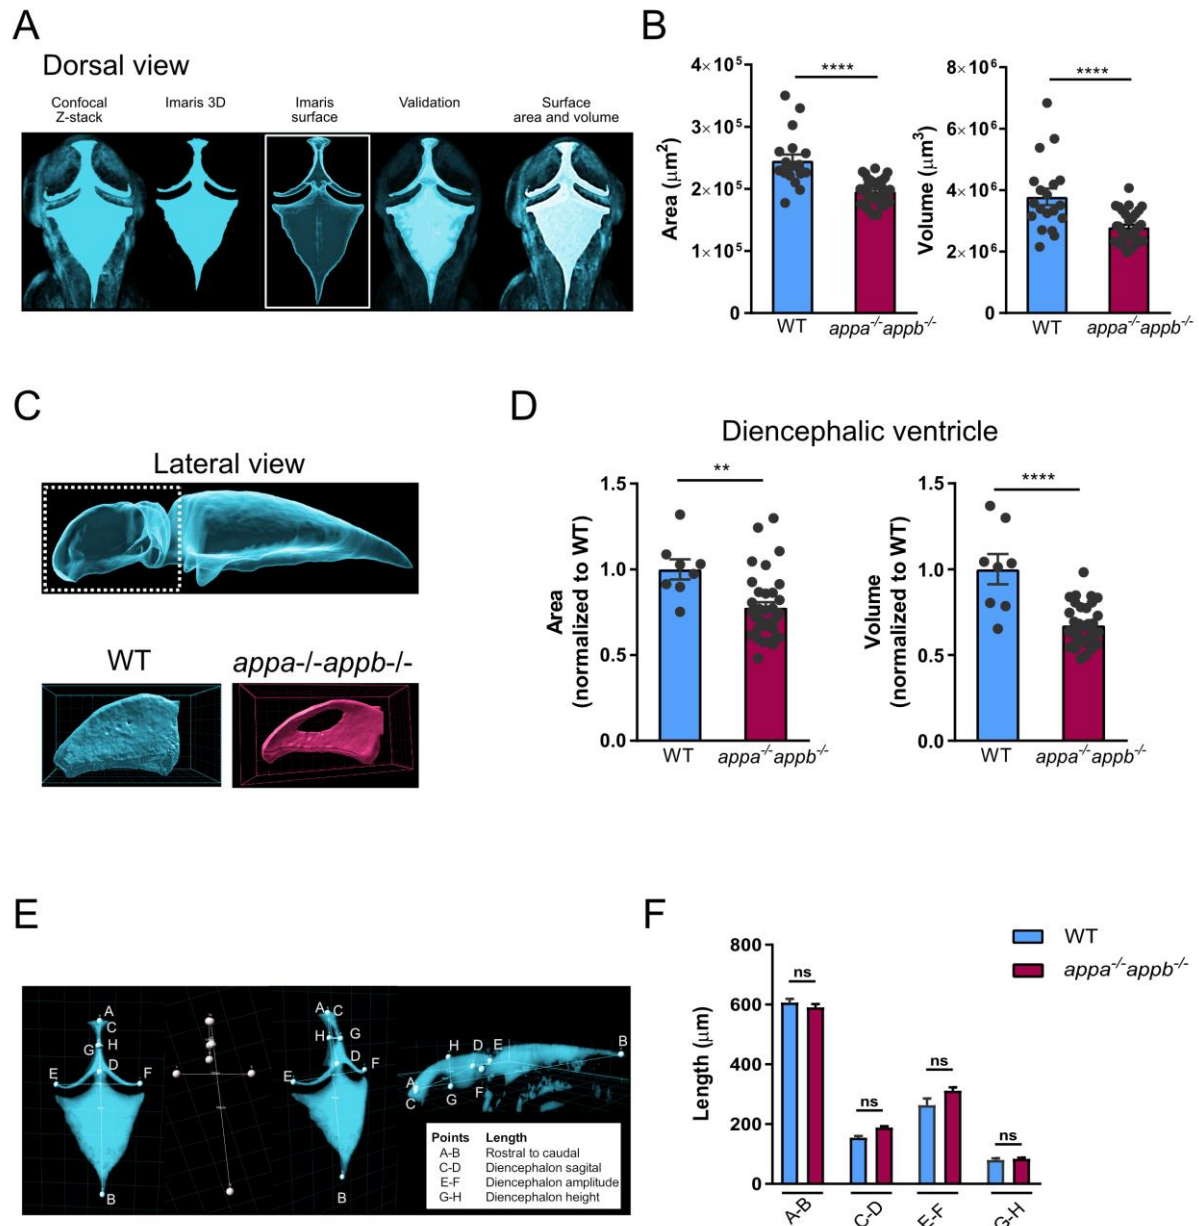 A
Dorsal view
Confocal
Z-stack
Imaris 3D
Imaris
surface
Validation
Surface
area and volume
B
Area (μm²)
4×10⁵
3×10⁵
2×10⁵
1×10⁵
0
****
WT
appa⁻/⁻appb⁻/⁻
Volume (μm³)
8×10⁶
6×10⁶
4×10⁶
2×10⁶
0
****
WT
appa⁻/⁻appb⁻/⁻
C
Lateral view
WT
appa-/-appb-/-
D
Diencephalic ventricle
Area
(normalized to WT)
1.5
1.0
0.5
0.0
**
WT
appa⁻/⁻appb⁻/⁻
Volume
(normalized to WT)
1.5
1.0
0.5
0.0
****
WT
appa⁻/⁻appb⁻/⁻
E
A
C
G
H
D
E
F
B
A
C
H
G
D
E
F
B
H
D
E
B
A
C
G
F
Points Length
A-B Rostral to caudal
C-D Diencephalon sagital
E-F Diencephalon amplitude
G-H Diencephalon height
F
WT
appa⁻/⁻appb⁻/⁻
Length (μm)
800
600
400
200
0
ns
ns
ns
ns
A-B
C-D
E-F
G-H